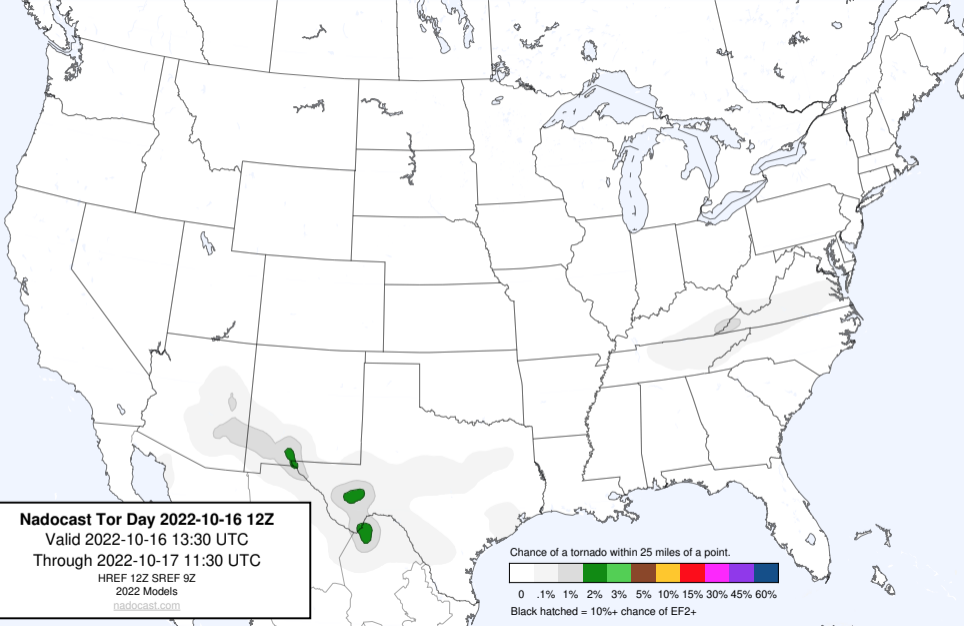 Nadocast Tor Day 2022-10-16 12Z
Valid 2022-10-16 13:30 UTC
Through 2022-10-17 11:30 UTC
HREF 12Z SREF 9Z
2022 Models
nadocast.com
Chance of a tornado within 25 miles of a point.
0 .1% 1% 2% 3% 5% 10% 15% 30% 45% 60%
Black hatched = 10%+ chance of EF2+